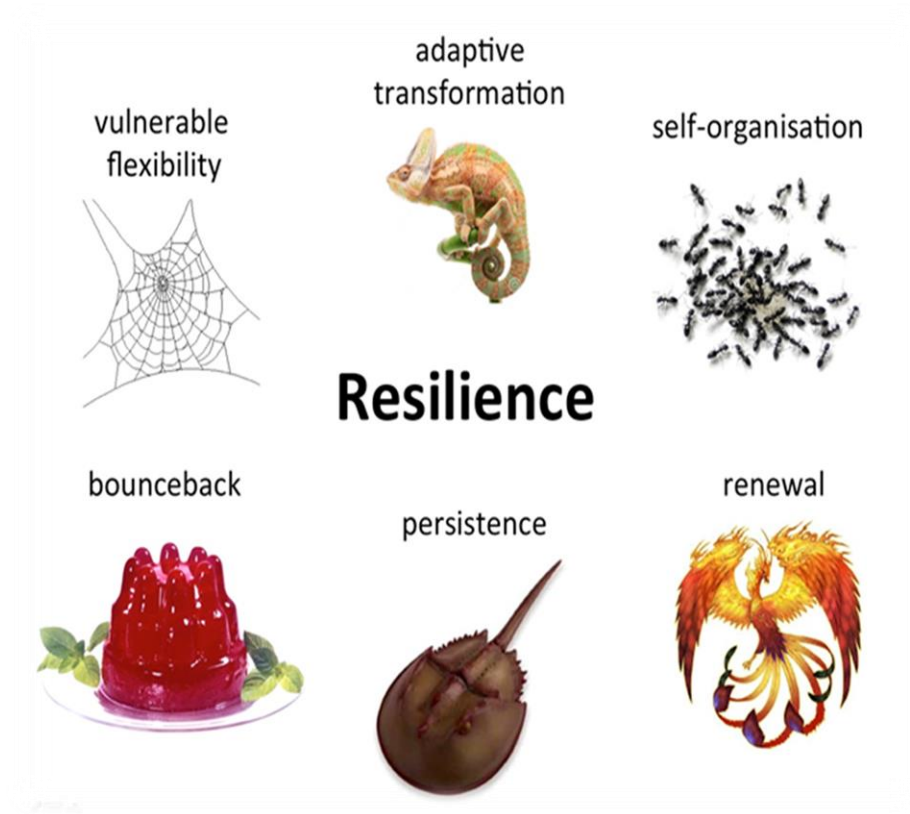 adaptive
transformation
vulnerable
flexibility
self-organisation
Resilience
bounceback
persistence
renewal